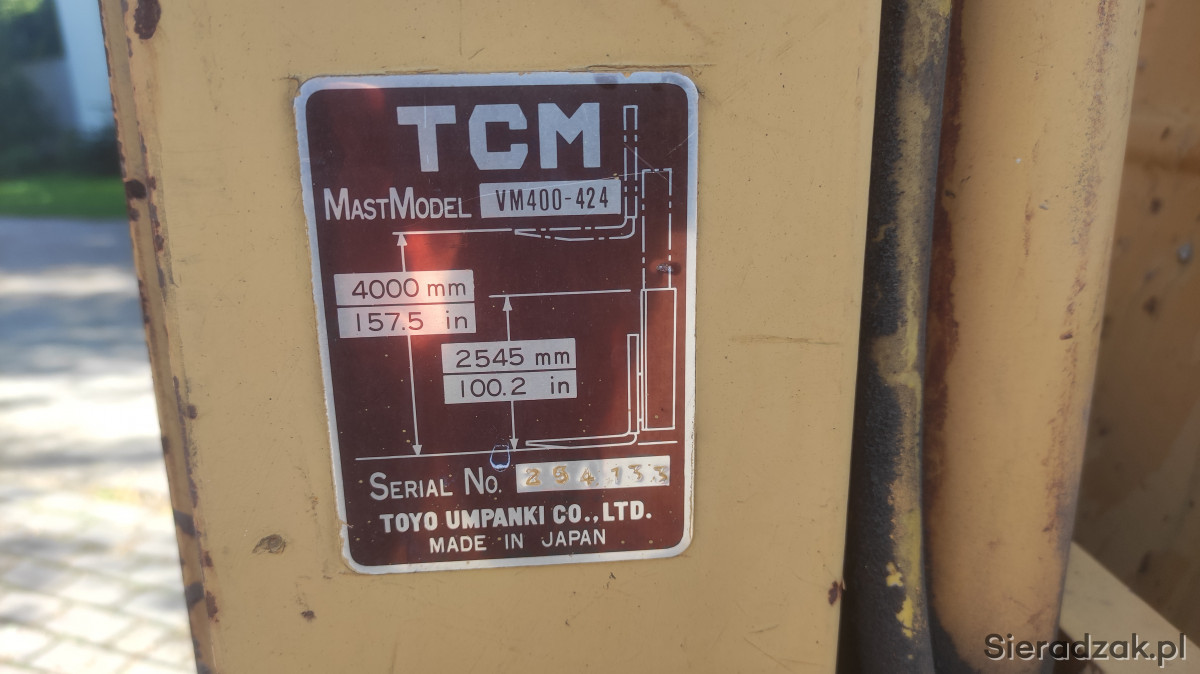 TCM
MAST MODEL VM400-424
4000 mm
157.5 in
2545 mm
100.2 in
SERIAL NO. 294133
TOYO UMPANKI CO.,LTD.
MADE IN JAPAN
Sieradzak.pl